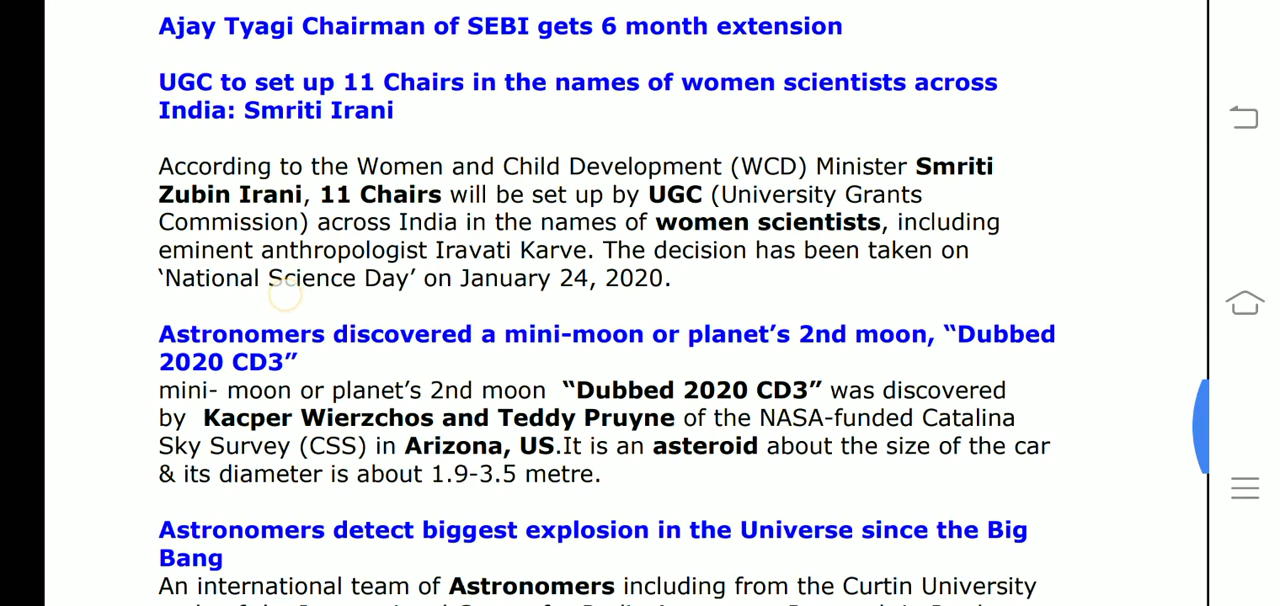 Ajay Tyagi Chairman of SEBI gets 6 month extension
UGC to set up 11 Chairs in the names of women scientists across
India: Smriti Irani
According to the Women and Child Development (WCD) Minister Smriti
Zubin Irani, 11 Chairs will be set up by UGC (University Grants
Commission) across India in the names of women scientists, including
eminent anthropologist Iravati Karve. The decision has been taken on
‘National Science Day’ on January 24, 2020.
Astronomers discovered a mini-moon or planet’s 2nd moon, “Dubbed
2020 CD3”
mini- moon or planet’s 2nd moon “Dubbed 2020 CD3” was discovered
by Kacper Wierzchos and Teddy Pruyne of the NASA-funded Catalina
Sky Survey (CSS) in Arizona, US.It is an asteroid about the size of the car
& its diameter is about 1.9-3.5 metre.
Astronomers detect biggest explosion in the Universe since the Big
Bang
An international team of Astronomers including from the Curtin University